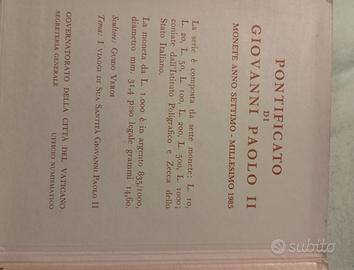 PONTIFICATO
DI
GIOVANNI PAOLO II
MONETE ANNO SETTIMO - MILLESIMO 1985
La serie è composta da sette monete: L. 10,
L. 20, L. 50, L. 100, L. 200, L. 500, L. 1000;
coniate dall'Istituto Poligrafico e Zecca dello
Stato Italiano.
La moneta da L. 1.000 è in argento 835/1000,
diametro mm. 31,4 peso legale grammi 14,60.
Scultore: GUIDO VEROI
Tema: I VIAGGI DI SUA SANTITÀ GIOVANNI PAOLO II
GOVERNATORATO DELLA CITTÀ DEL VATICANO
SEGRETERIA GENERALE
UFFICIO NUMISMATICO
subito